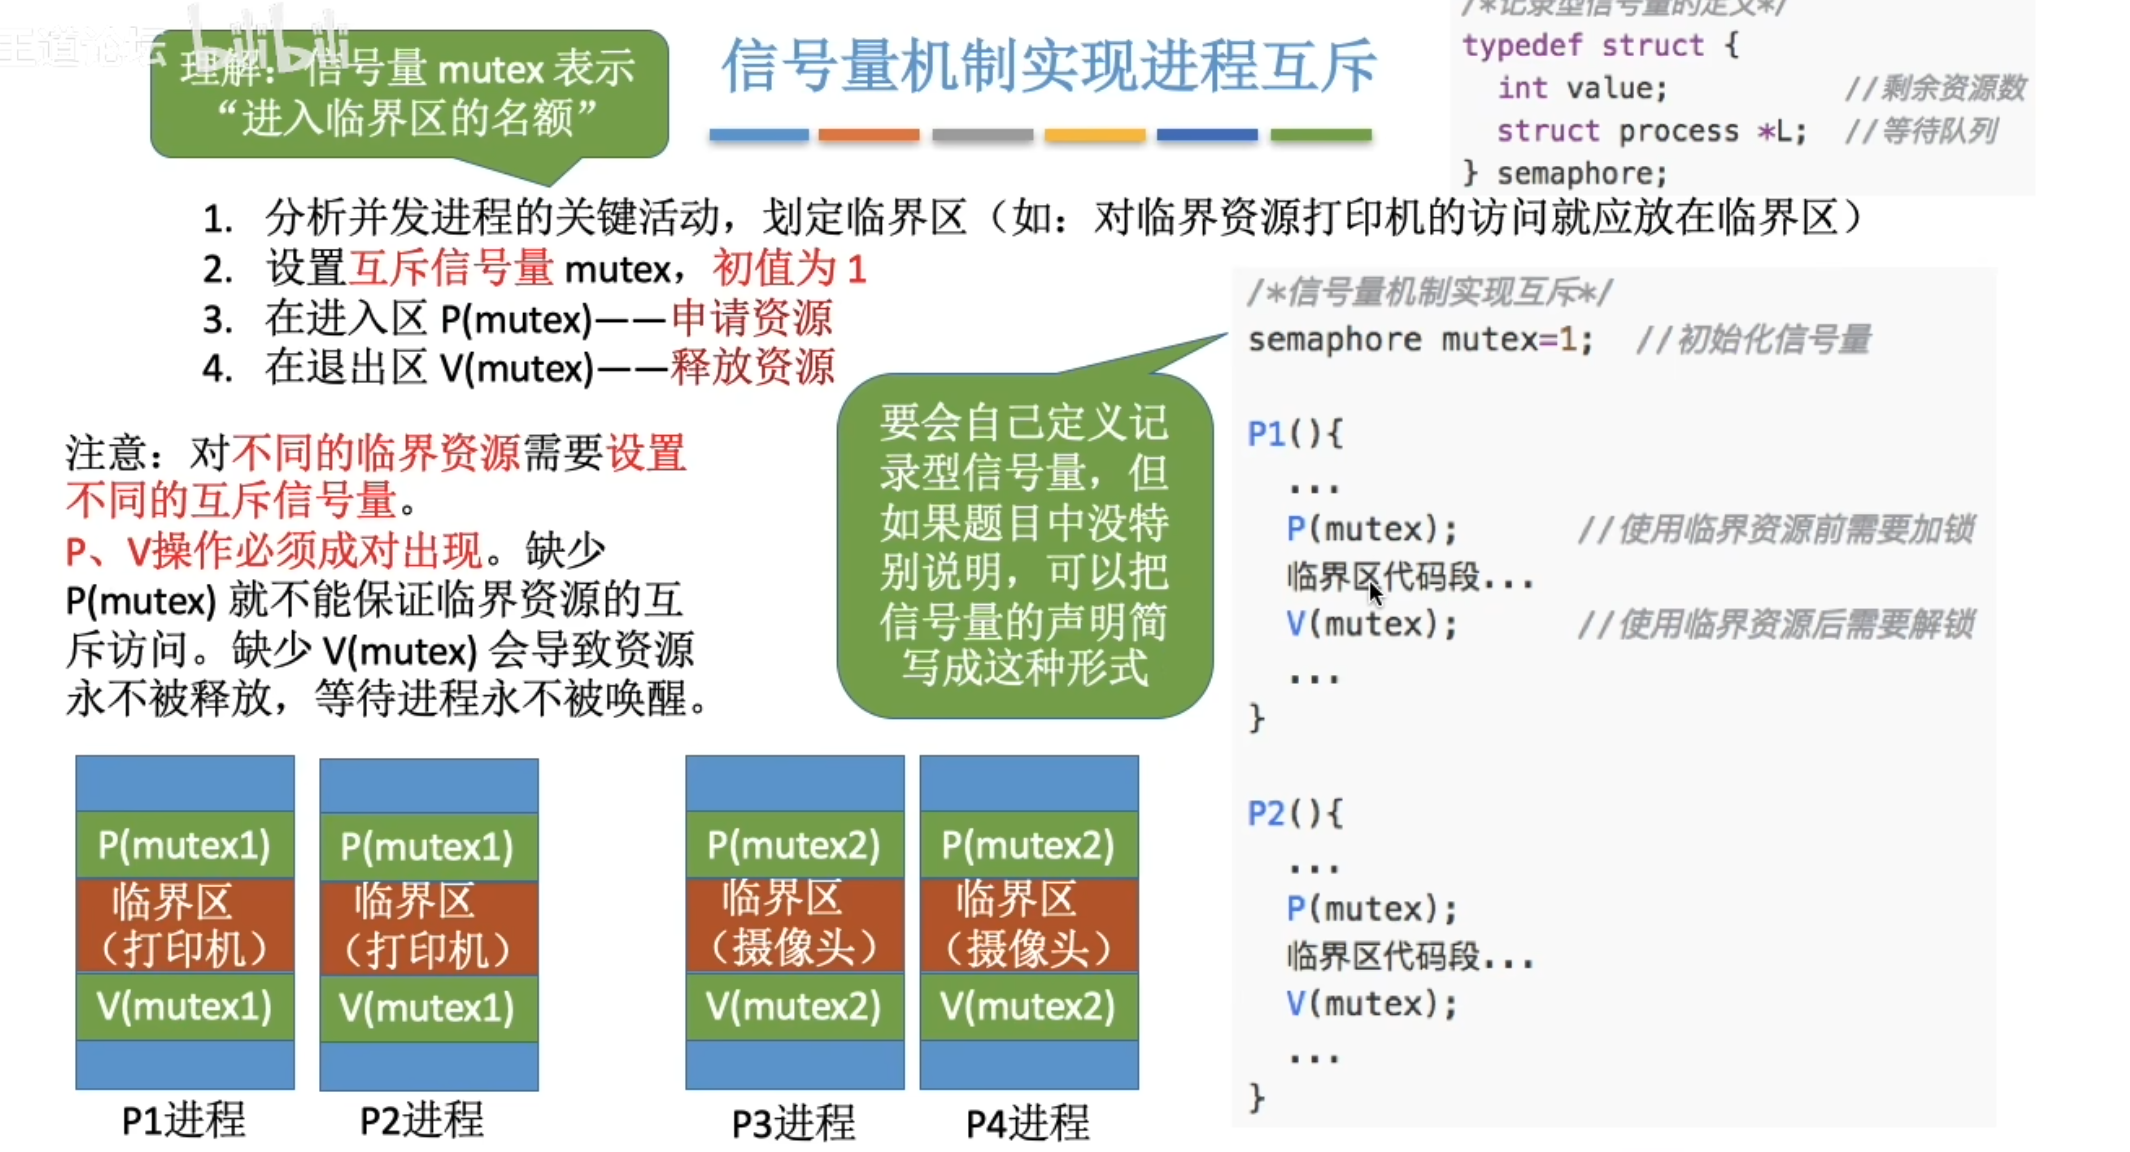 王道论坛 bilibili
理解：信号量 mutex 表示
“进入临界区的名额”
信号量机制实现进程互斥
/*记录型信号量的定义*/
typedef struct {
int value; //剩余资源数
struct process *L; //等待队列
} semaphore;
1. 分析并发进程的关键活动，划定临界区（如：对临界资源打印机的访问就应放在临界区）
2. 设置互斥信号量 mutex，初值为 1
3. 在进入区 P(mutex)——申请资源
4. 在退出区 V(mutex)——释放资源
注意：对不同的临界资源需要设置
不同的互斥信号量。
P、V操作必须成对出现。缺少
P(mutex) 就不能保证临界资源的互
斥访问。缺少 V(mutex) 会导致资源
永不被释放，等待进程永不被唤醒。
要会自己定义记
录型信号量，但
如果题目中没特
别说明，可以把
信号量的声明简
写成这种形式
/*信号量机制实现互斥*/
semaphore mutex=1; //初始化信号量
P1(){
...
P(mutex); //使用临界资源前需要加锁
临界区代码段...
V(mutex); //使用临界资源后需要解锁
...
}
P2(){
...
P(mutex);
临界区代码段...
V(mutex);
...
}
P(mutex1)
临界区
（打印机）
V(mutex1)
P1进程
P(mutex1)
临界区
（打印机）
V(mutex1)
P2进程
P(mutex2)
临界区
（摄像头）
V(mutex2)
P3进程
P(mutex2)
临界区
（摄像头）
V(mutex2)
P4进程